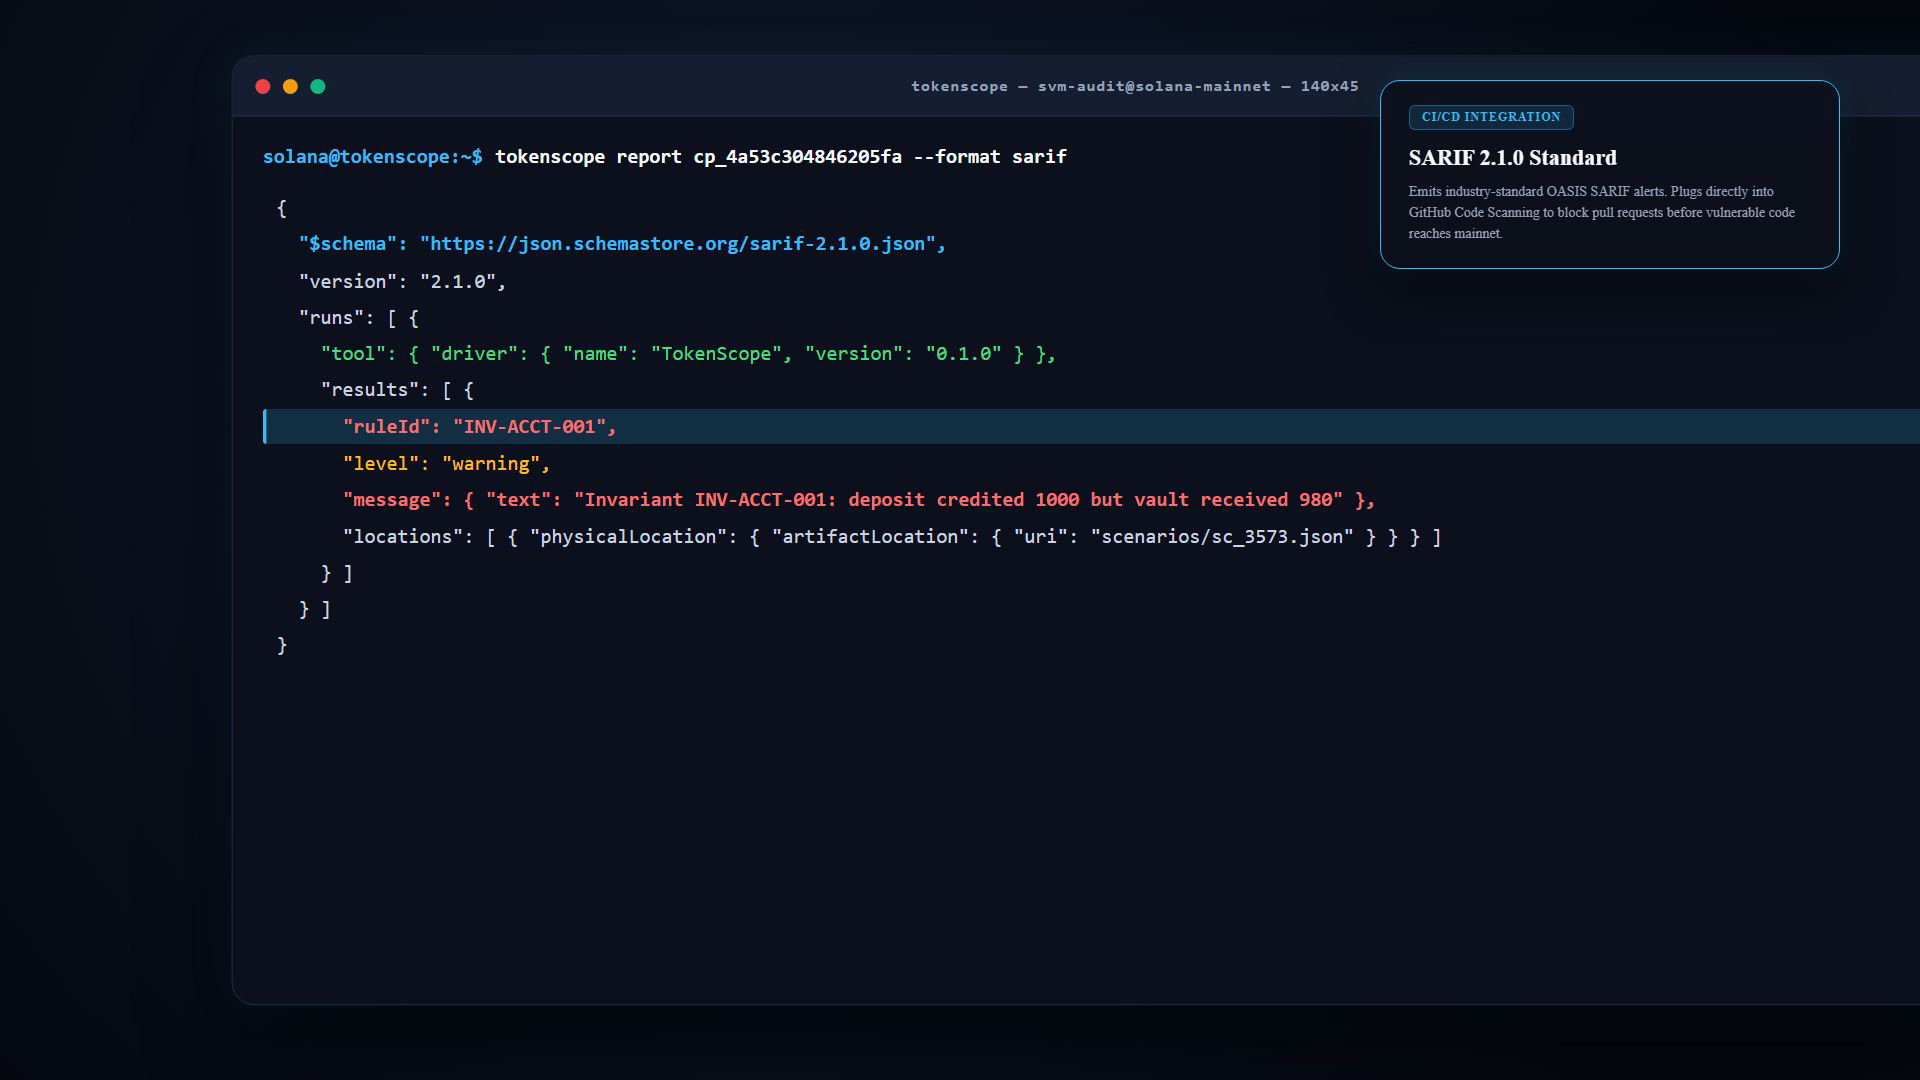 tokenscope — svm-audit@solana-mainnet — 140x45
CI/CD INTEGRATION
SARIF 2.1.0 Standard
Emits industry-standard OASIS SARIF alerts. Plugs directly into
GitHub Code Scanning to block pull requests before vulnerable code
reaches mainnet.
solana@tokenscope:~$ tokenscope report cp_4a53c304846205fa --format sarif
{
"$schema": "https://json.schemastore.org/sarif-2.1.0.json",
"version": "2.1.0",
"runs": [ {
"tool": { "driver": { "name": "TokenScope", "version": "0.1.0" } },
"results": [ {
"ruleId": "INV-ACCT-001",
"level": "warning",
"message": { "text": "Invariant INV-ACCT-001: deposit credited 1000 but vault received 980" },
"locations": [ { "physicalLocation": { "artifactLocation": { "uri": "scenarios/sc_3573.json" } } } ]
} ]
} ]
}